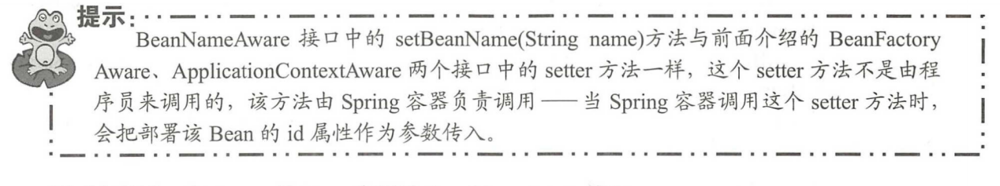 提示:
BeanNameAware 接口中的 setBeanName(String name)方法与前面介绍的 BeanFactory
Aware、ApplicationContextAware 两个接口中的 setter 方法一样，这个 setter 方法不是由程
序员来调用的，该方法由 Spring 容器负责调用——当 Spring 容器调用这个 setter 方法时，
会把部署该 Bean 的 id 属性作为参数传入。